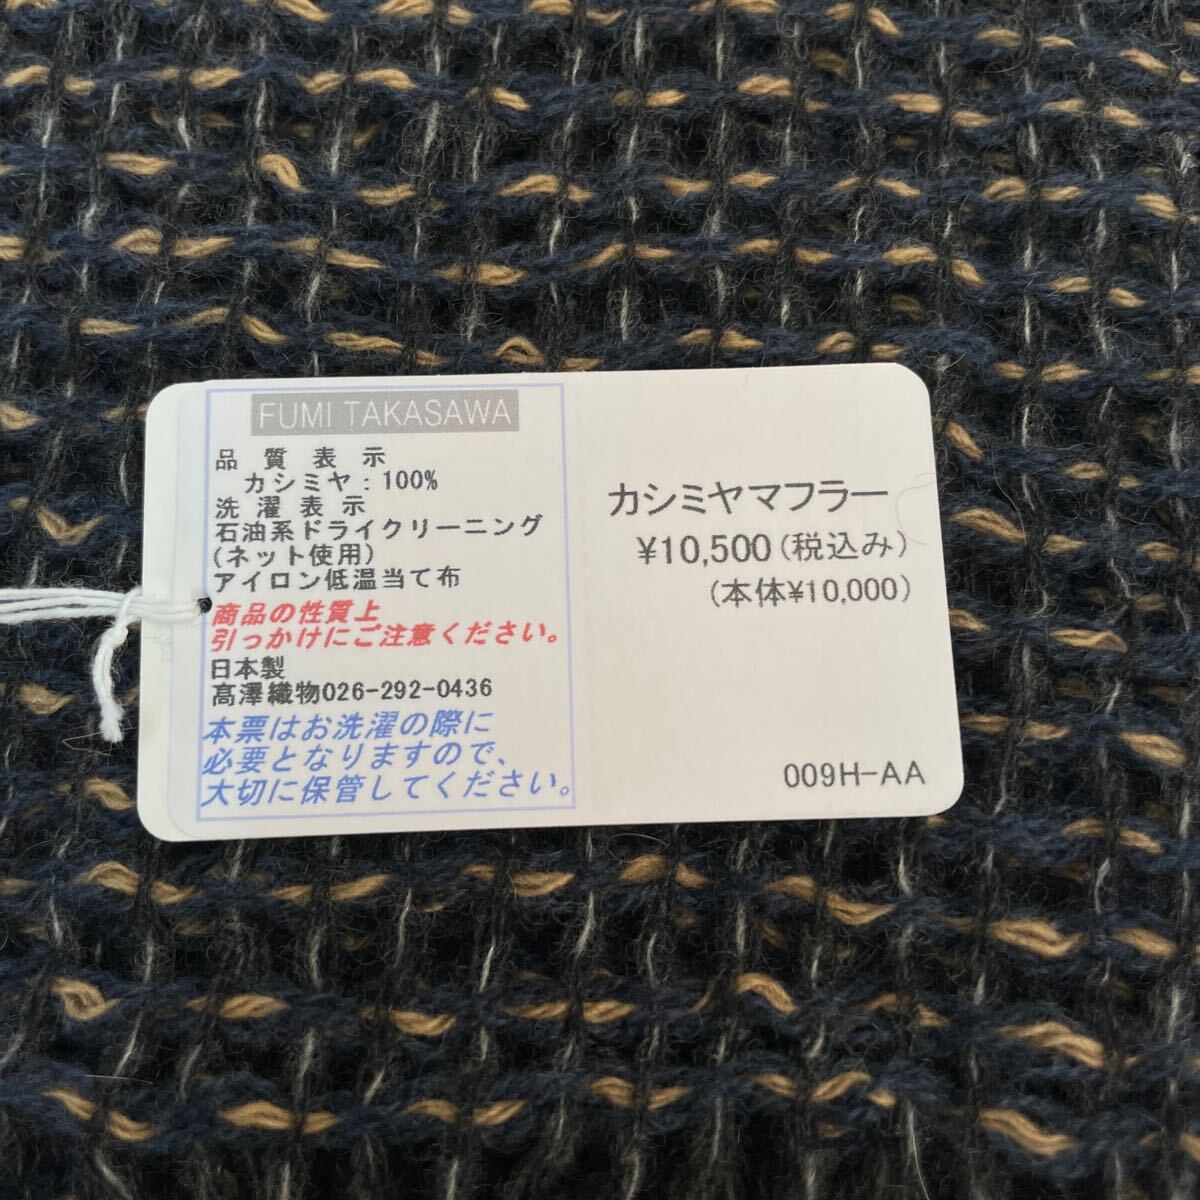 FUMI TAKASAWA
品質表示
カシミヤ：100%
洗濯表示
石油系ドライクリーニング
(ネット使用)
アイロン低温当て布
商品の性質上
引っかけにご注意ください。
日本製
髙澤織物026-292-0436
本票はお洗濯の際に
必要となりますので、
大切に保管してください。
カシミヤマフラー
¥10,500(税込み)
(本体¥10,000)
009H-AA